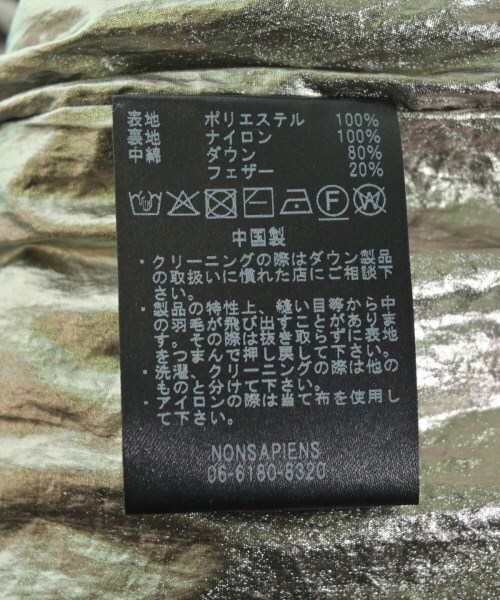 表地 ポリエステル 100%
裏地 ナイロン 100%
中綿 ダウン 80%
フェザー 20%
中国製
・クリーニングの際はダウン製品
の取扱いに慣れた店にご相談下
さい。
・製品の特性上、縫い目等から中
の羽毛が飛び出すことがありま
す。その際は抜き取らずに表地
をつまんで押し戻して下さい。
・洗濯、クリーニングの際は他の
ものと分けて下さい。
・アイロンの際は当て布を使用し
て下さい。
NONSAPIENS
06-6180-8320